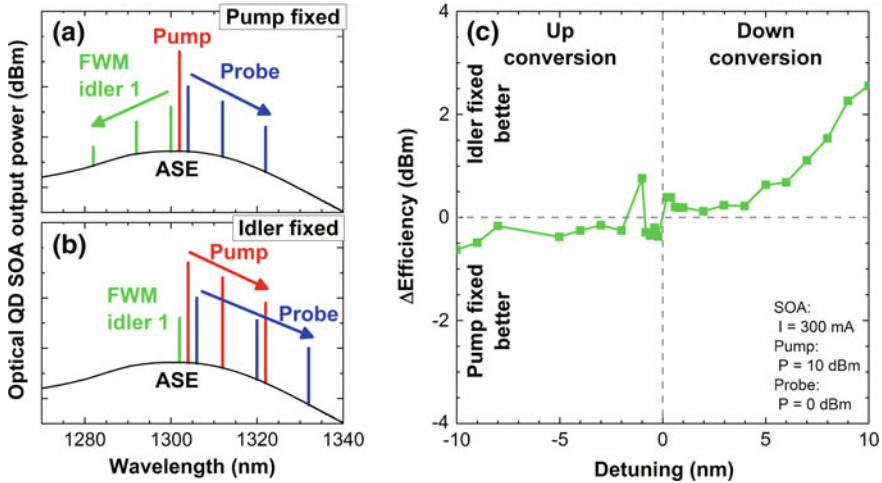 Pump fixed
(a)
Pump
FWM
idler 1
Probe
ASE
Idler fixed
(b)
Pump
FWM
idler 1
Probe
ASE
Optical QD SOA output power (dBm)
1280 1300 1320 1340
Wavelength (nm)
(c)
Up
conversion
Down
conversion
Idler fixed
better
Pump fixed
better
ΔEfficiency (dBm)
4
2
0
-2
-4
SOA:
I = 300 mA
Pump:
P = 10 dBm
Probe:
P = 0 dBm
-10 -5 0 5 10
Detuning (nm)